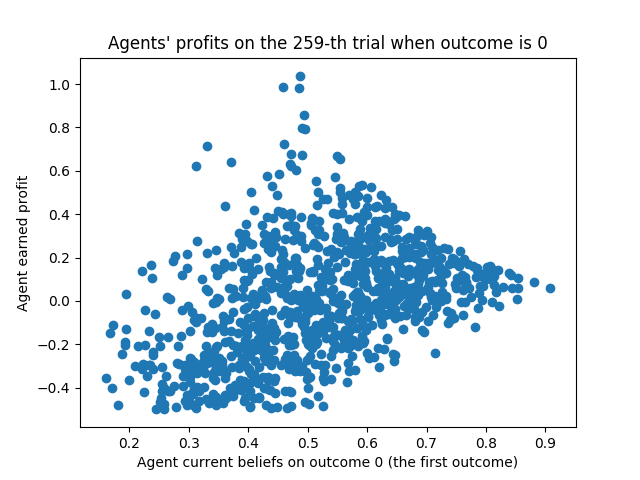 Agents' profits on the 259-th trial when outcome is 0
1.0
0.8
0.6
0.4
0.2
0.0
−0.2
−0.4
Agent earned profit
0.2 0.3 0.4 0.5 0.6 0.7 0.8 0.9
Agent current beliefs on outcome 0 (the first outcome)